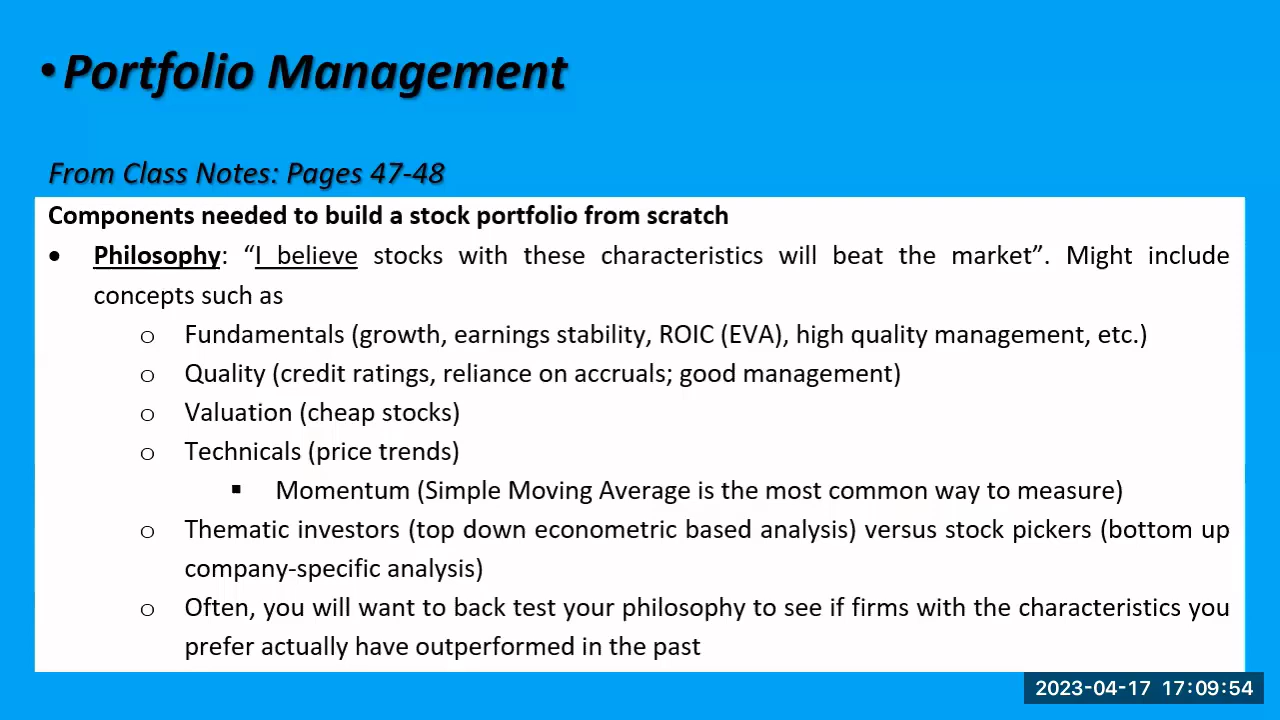 •Portfolio Management
From Class Notes: Pages 47-48
Components needed to build a stock portfolio from scratch
• Philosophy: “I believe stocks with these characteristics will beat the market”. Might include
concepts such as
o Fundamentals (growth, earnings stability, ROIC (EVA), high quality management, etc.)
o Quality (credit ratings, reliance on accruals; good management)
o Valuation (cheap stocks)
o Technicals (price trends)
▪ Momentum (Simple Moving Average is the most common way to measure)
o Thematic investors (top down econometric based analysis) versus stock pickers (bottom up
company-specific analysis)
o Often, you will want to back test your philosophy to see if firms with the characteristics you
prefer actually have outperformed in the past
2023-04-17 17:09:54